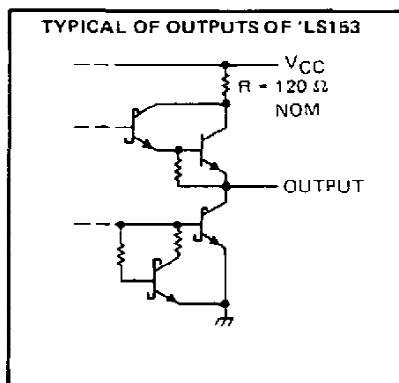 TYPICAL OF OUTPUTS OF 'LS153
VCC
R = 120 Ω
NOM
OUTPUT